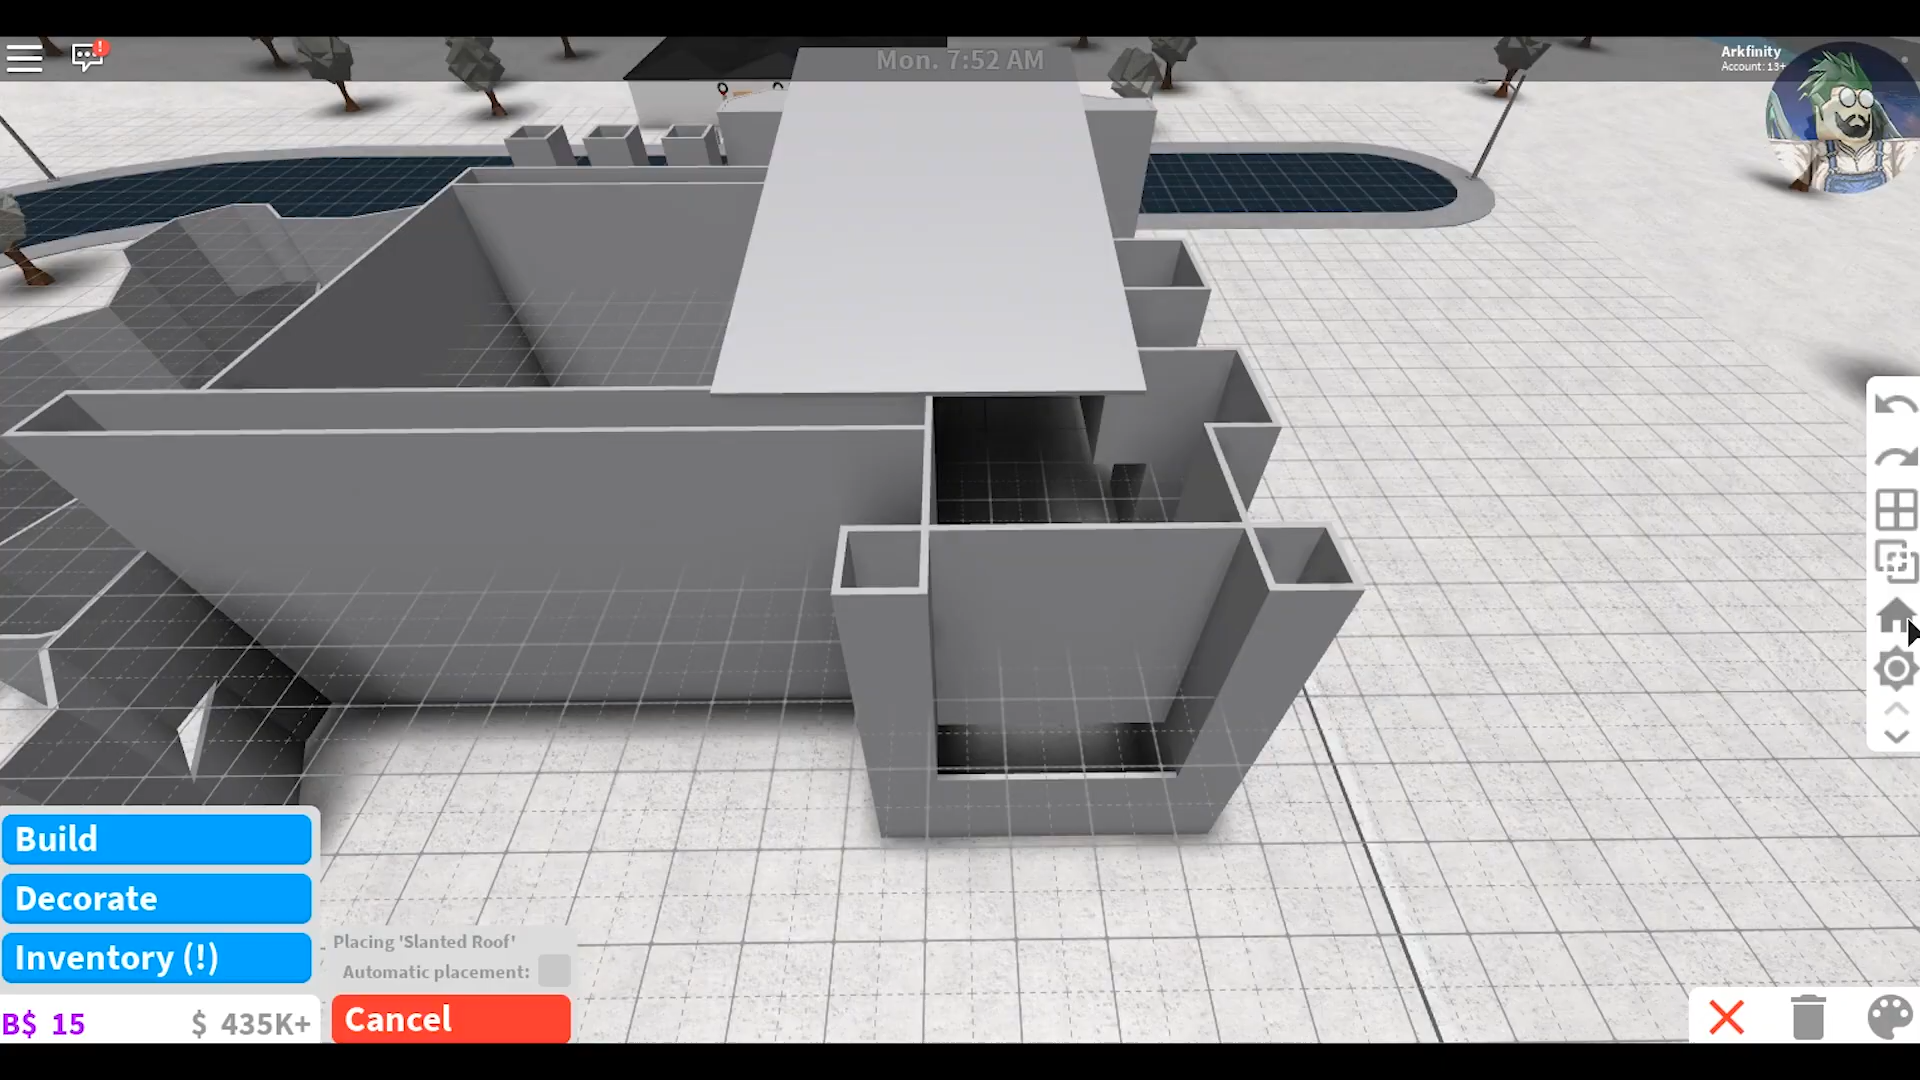 Mon. 7:52 AM
Arkfinity
Account: 13+
Build
Decorate
Inventory (!)
B$ 15
$ 435K+
Placing 'Slanted Roof'
Automatic placement:
Cancel